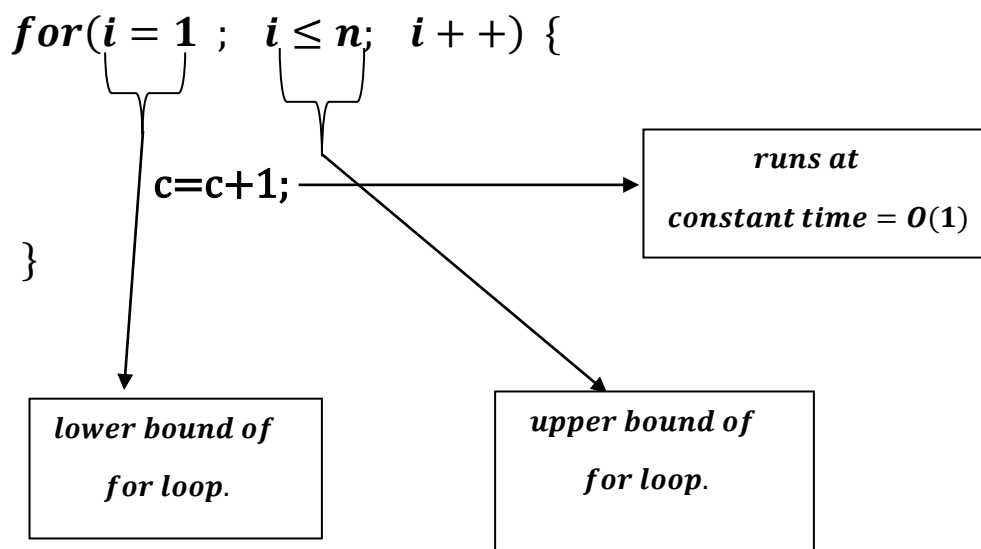 for(i = 1 ; i ≤ n; i + +) {
c=c+1;
runs at
constant time = O(1)
}
lower bound of
for loop.
upper bound of
for loop.